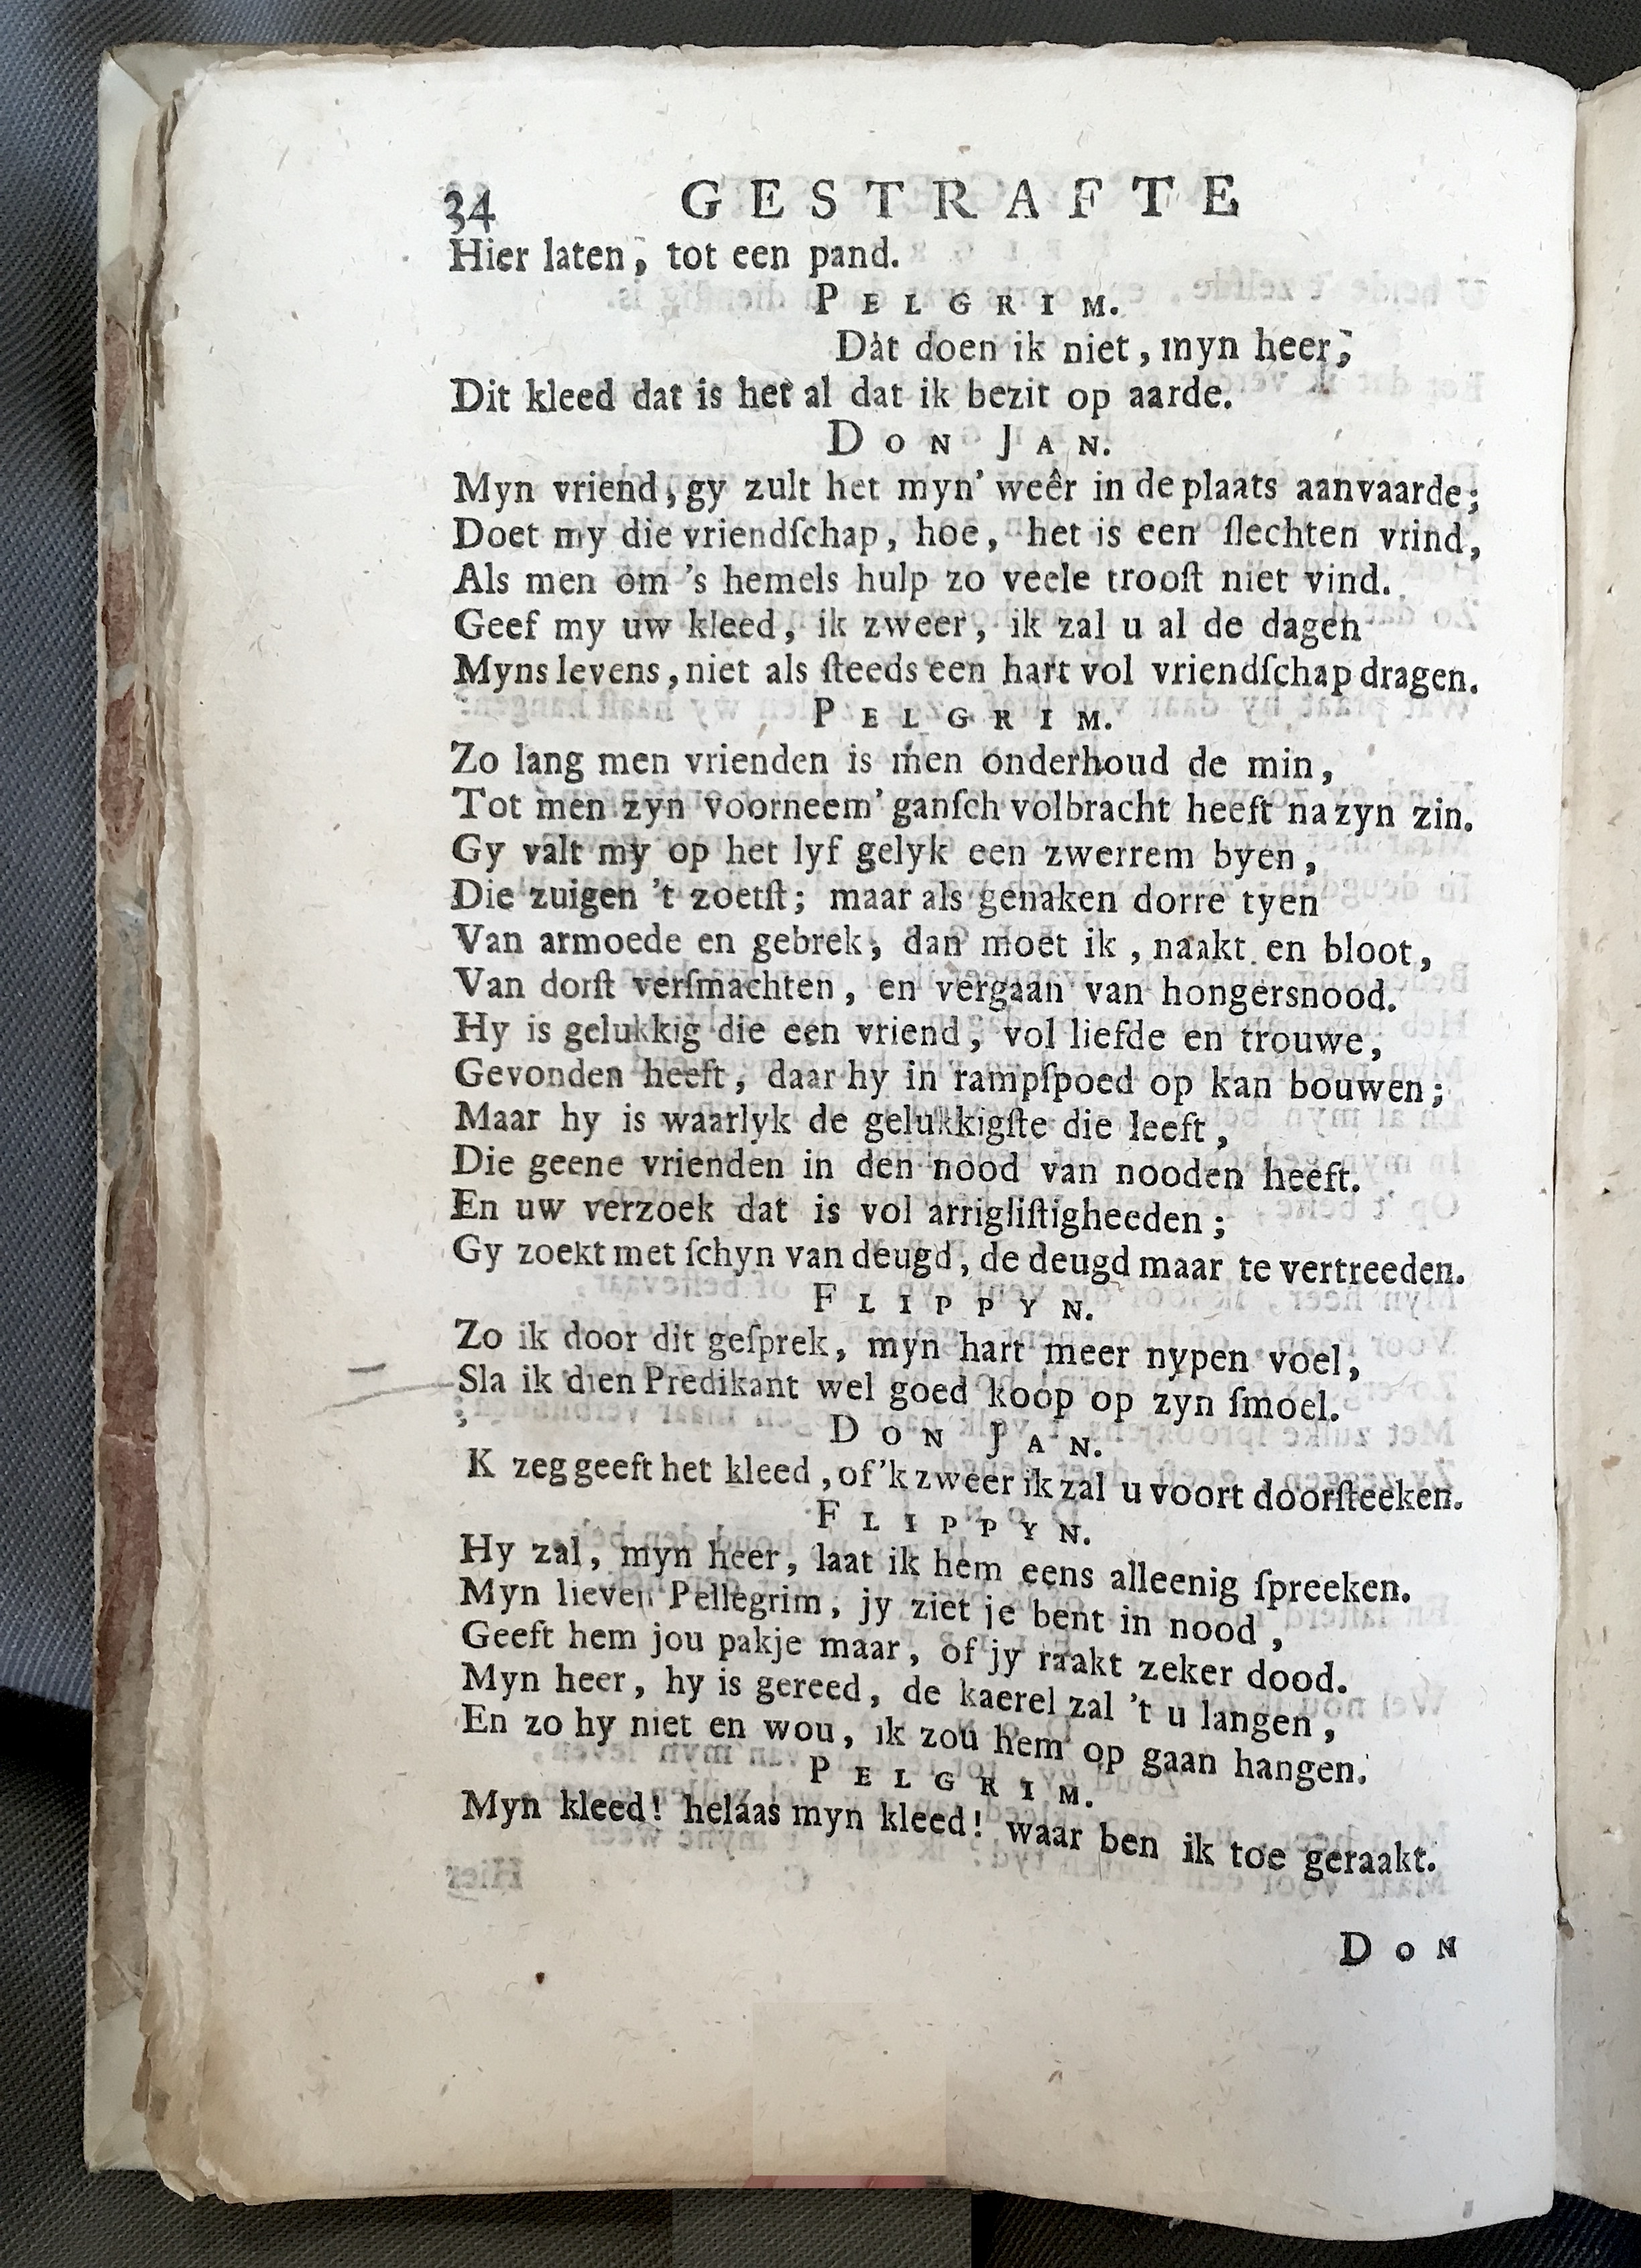 34 GESTRAFTE
Hier laten, tot een pand.
PELGRIM.
Dàt doen ik niet, myn heer;
Dit kleed dat is het al dat ik bezit op aarde.
DON JAN.
Myn vriend, gy zult het myn' weêr in de plaats aanvaarde;
Doet my die vriendſchap, hoe, het is een ſlechten vrind,
Als men om 's hemels hulp zo veele trooſt niet vind.
Geef my uw kleed, ik zweer, ik zal u al de dagen
Myns levens, niet als ſteeds een hart vol vriendſchap dragen.
PELGRIM.
Zo lang men vrienden is men onderhoud de min,
Tot men zyn voorneem' ganſch volbracht heeft na zyn zin.
Gy valt my op het lyf gelyk een zwerrem byen,
Die zuigen 't zoetſt; maar als genaken dorre tyen
Van armoede en gebrek, dan moet ik, naakt en bloot,
Van dorſt verſmachten, en vergaan van hongersnood.
Hy is gelukkig die een vriend, vol liefde en trouwe,
Gevonden heeft, daar hy in rampſpoed op kan bouwen;
Maar hy is waarlyk de gelukkigſte die leeft,
Die geene vrienden in den nood van nooden heeft.
En uw verzoek dat is vol arrigliſtigheeden;
Gy zoekt met ſchyn van deugd, de deugd maar te vertreeden.
FLIPPYN.
Zo ik door dit geſprek, myn hart meer nypen voel,
Sla ik dien Predikant wel goed koop op zyn ſmoel.
DON JAN.
'K zeg geeft het kleed, of 'k zweer ik zal u voort doorſteeken.
FLIPPYN.
Hy zal, myn heer, laat ik hem eens alleenig ſpreeken.
Myn lieven Pellegrim, jy ziet je bent in nood,
Geeft hem jou pakje maar, of jy raakt zeker dood.
Myn heer, hy is gereed, de kaerel zal 't u langen,
En zo hy niet en wou, ik zou hem op gaan hangen.
PELGRIM.
Myn kleed! helaas myn kleed! waar ben ik toe geraakt.
DON